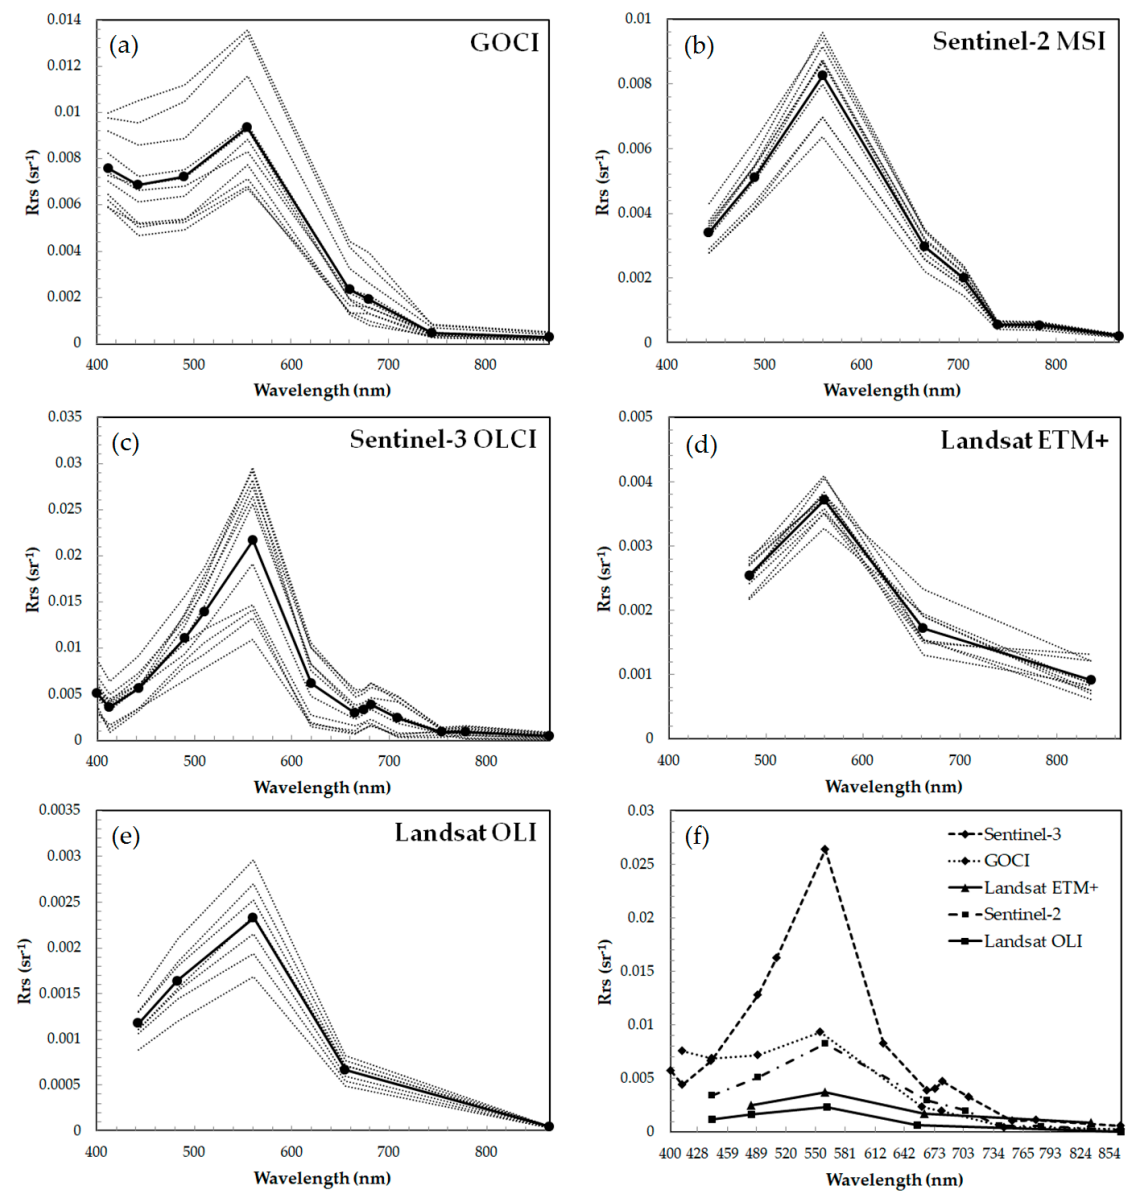 (a) GOCI
0.014
0.012
0.01
0.008
0.006
0.004
0.002
0
Rrs (sr-1)
400 500 600 700 800
Wavelength (nm)
(b) Sentinel-2 MSI
0.01
0.008
0.006
0.004
0.002
0
Rrs (sr-1)
400 500 600 700 800
Wavelength (nm)
(c) Sentinel-3 OLCI
0.035
0.03
0.025
0.02
0.015
0.01
0.005
0
Rrs (sr-1)
400 500 600 700 800
Wavelength (nm)
(d) Landsat ETM+
0.005
0.004
0.003
0.002
0.001
0
Rrs (sr-1)
400 500 600 700 800
Wavelength (nm)
(e) Landsat OLI
0.0035
0.003
0.0025
0.002
0.0015
0.001
0.0005
0
Rrs (sr-1)
400 500 600 700 800
Wavelength (nm)
(f)
Sentinel-3
GOCI
Landsat ETM+
Sentinel-2
Landsat OLI
0.03
0.025
0.02
0.015
0.01
0.005
0
Rrs (sr-1)
400 428 459 489 520 550 581 612 642 673 703 734 765 793 824 854
Wavelength (nm)